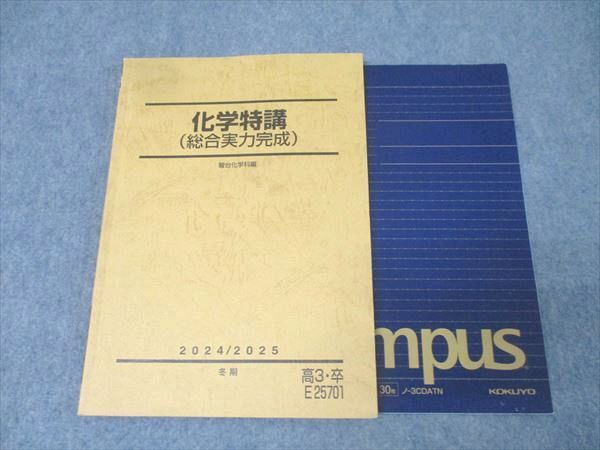 化学特講
(総合実力完成)
駿台化学科編
2024/2025
冬期
高3・卒
E25701
mpus
30枚 ノ-3CDATN
KOKUYO